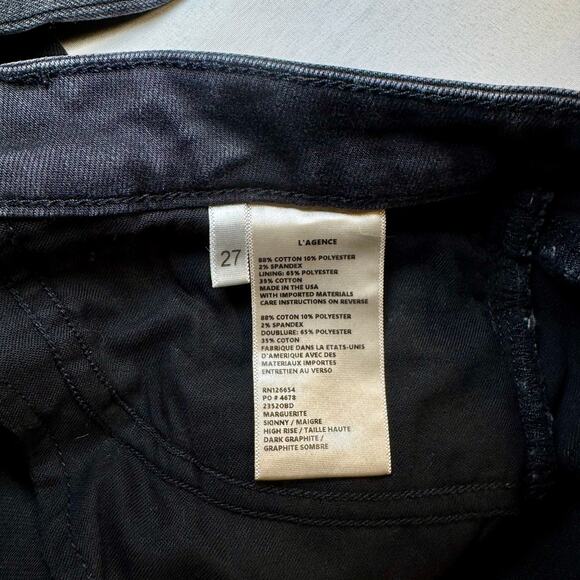 27
L'AGENCE
88% COTTON 10% POLYESTER
2% SPANDEX
LINING: 65% POLYESTER
35% COTON
MADE IN THE USA
WITH IMPORTED MATERIALS
CARE INSTRUCTIONS ON REVERSE
88% COTTON 10% POLYESTER
2% SPANDEX
DOUBLURE: 65% POLYESTER
35% COTON
FABRIQUE DANS LA ETATS-UNIS
D'AMERIQUE AVEC DES
MATERIAUX IMPORTES
ENTRETIEN AU VERSO
RN126654
PO # 4678
2352OBD
MARGUERITE
SKINNY / MAIGRE
HIGH RISE / TAILLE HAUTE
DARK GRAPHITE /
GRAPHITE SOMBRE